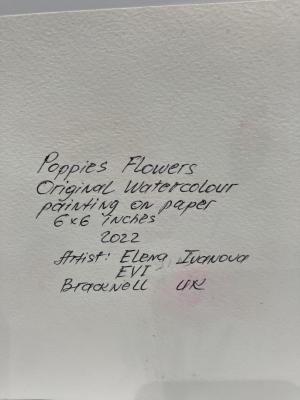 Poppies Flowers
Original Watercolour
painting on paper
6x6 inches
2022
Artist: Elena Ivanova
EVI
Bracknell UK